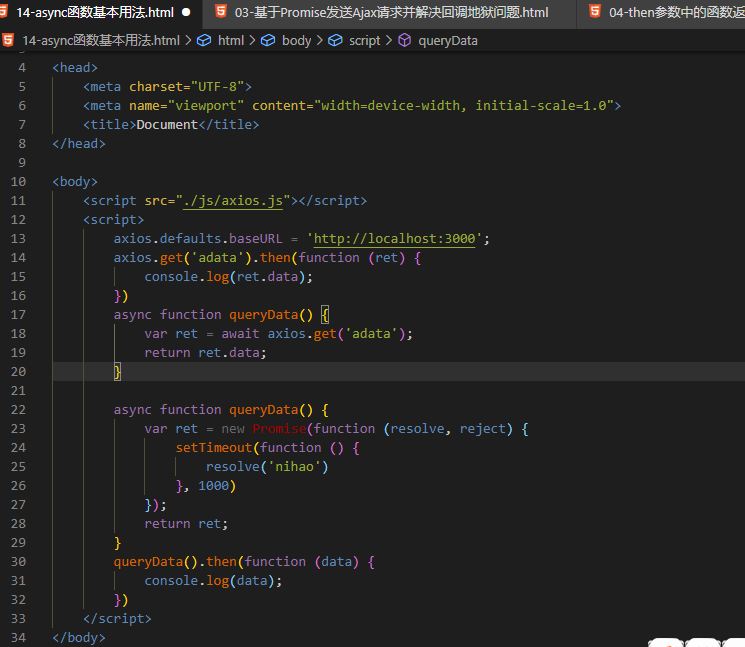 14-async函数基本用法.html ● 03-基于Promise发送Ajax请求并解决回调地狱问题.html 04-then参数中的函数返
14-async函数基本用法.html > html > body > script > queryData
4 <head>
5 <meta charset="UTF-8">
6 <meta name="viewport" content="width=device-width, initial-scale=1.0">
7 <title>Document</title>
8 </head>
9
10 <body>
11 <script src="./js/axios.js"></script>
12 <script>
13 axios.defaults.baseURL = 'http://localhost:3000';
14 axios.get('adata').then(function (ret) {
15 console.log(ret.data);
16 })
17 async function queryData() {
18 var ret = await axios.get('adata');
19 return ret.data;
20 }
21
22 async function queryData() {
23 var ret = new Promise(function (resolve, reject) {
24 setTimeout(function () {
25 resolve('nihao')
26 }, 1000)
27 });
28 return ret;
29 }
30 queryData().then(function (data) {
31 console.log(data);
32 })
33 </script>
34 </body>